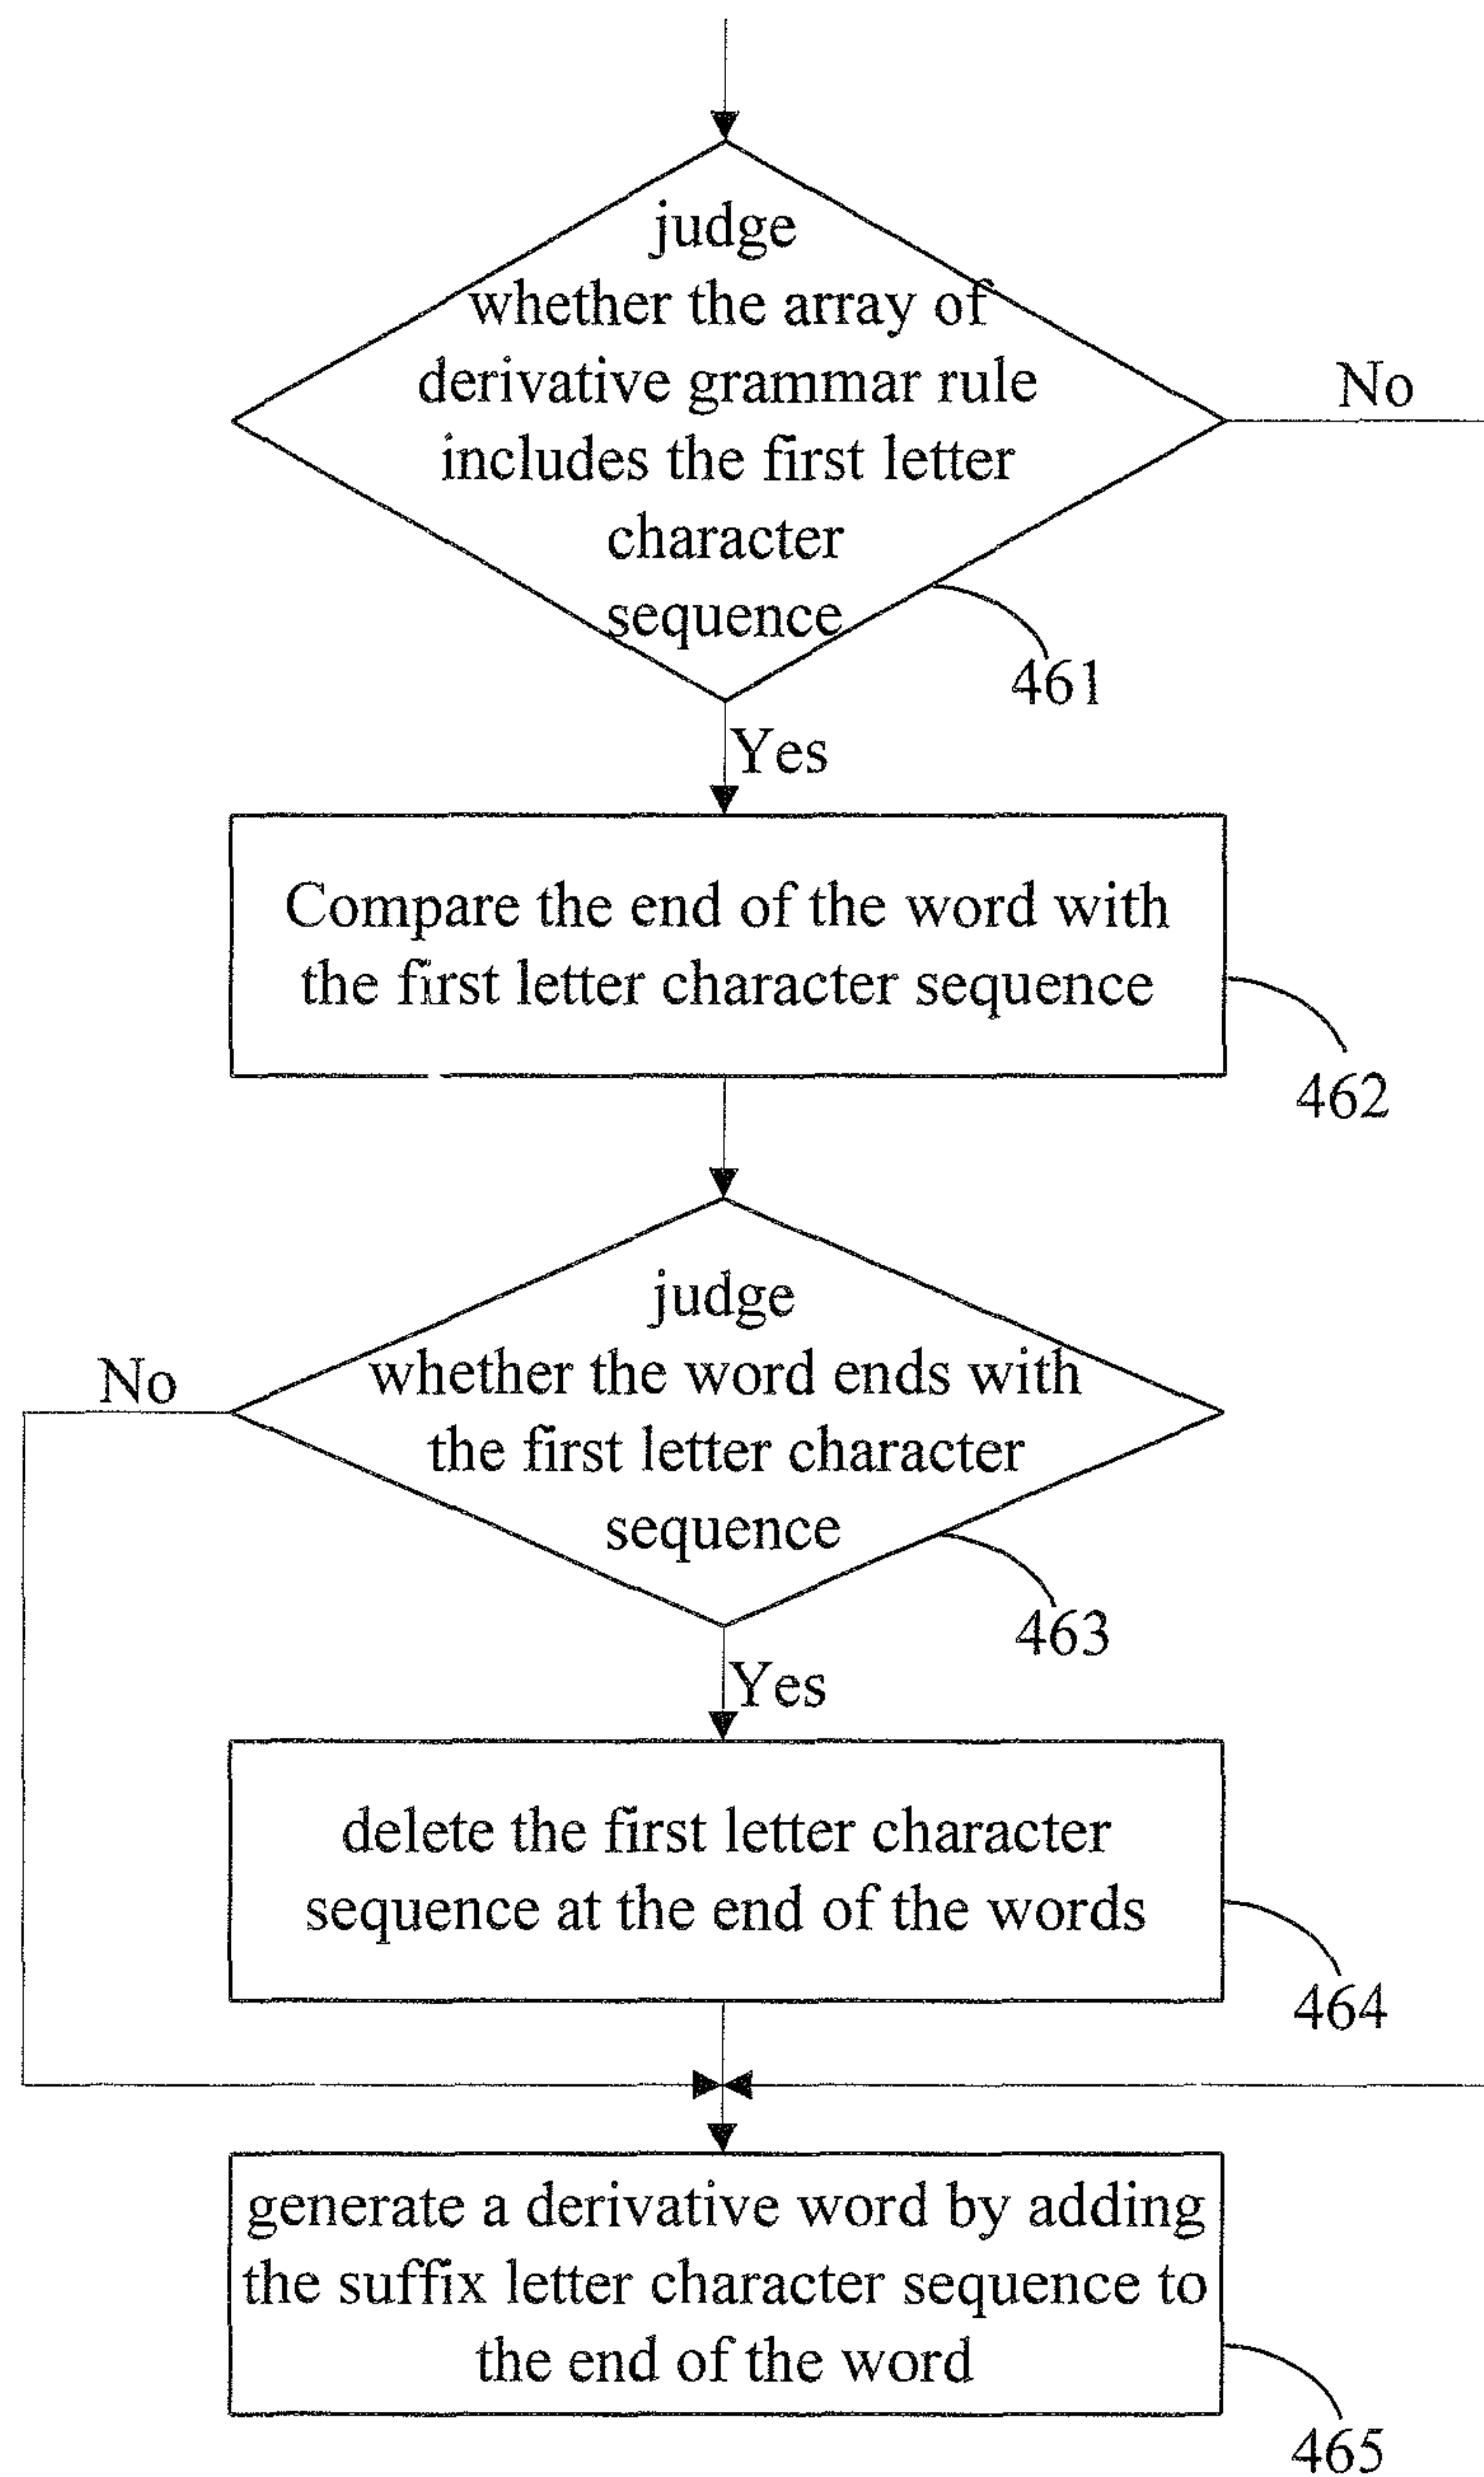 judge
whether the array of
derivative grammar rule
includes the first letter
character
sequence
No
461
Yes
Compare the end of the word with
the first letter character sequence
462
judge
whether the word ends with
the first letter character
sequence
No
463
Yes
delete the first letter character
sequence at the end of the words
464
generate a derivative word by adding
the suffix letter character sequence to
the end of the word
465